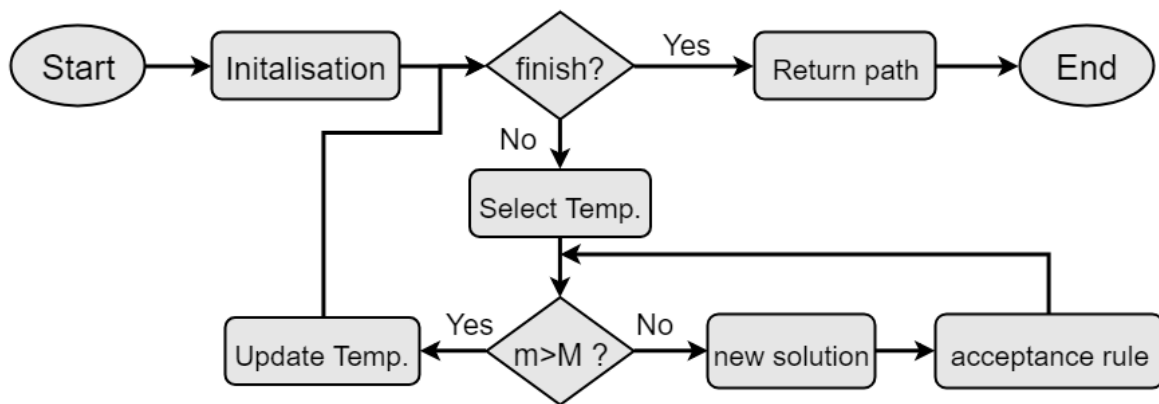 Start
Initalisation
finish?
Yes
Return path
End
No
Select Temp.
Update Temp.
Yes
m>M ?
No
new solution
acceptance rule